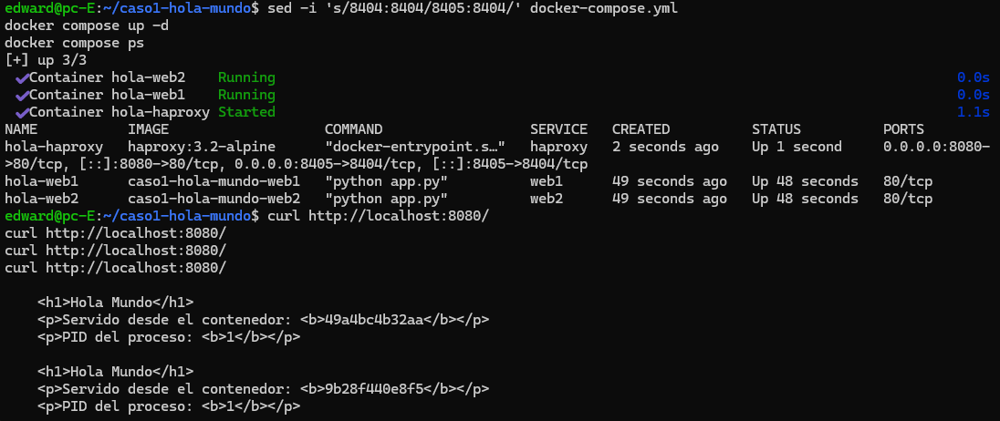 edward@pc-E:~/caso1-hola-mundo$ sed -i 's/8404:8404/8405:8404/' docker-compose.yml
docker compose up -d
docker compose ps
[+] up 3/3
✔Container hola-web2    Running    0.0s
✔Container hola-web1    Running    0.0s
✔Container hola-haproxy Started    1.1s
NAME           IMAGE                   COMMAND                  SERVICE   CREATED          STATUS          PORTS
hola-haproxy   haproxy:3.2-alpine      "docker-entrypoint.s…"   haproxy   2 seconds ago    Up 1 second     0.0.0.0:8080-
>80/tcp, [::]:8080->80/tcp, 0.0.0.0:8405->8404/tcp, [::]:8405->8404/tcp
hola-web1      caso1-hola-mundo-web1   "python app.py"          web1      49 seconds ago   Up 48 seconds   80/tcp
hola-web2      caso1-hola-mundo-web2   "python app.py"          web2      49 seconds ago   Up 48 seconds   80/tcp
edward@pc-E:~/caso1-hola-mundo$ curl http://localhost:8080/
curl http://localhost:8080/
curl http://localhost:8080/
curl http://localhost:8080/
<h1>Hola Mundo</h1>
<p>Servido desde el contenedor: <b>49a4bc4b32aa</b></p>
<p>PID del proceso: <b>1</b></p>
<h1>Hola Mundo</h1>
<p>Servido desde el contenedor: <b>9b28f440e8f5</b></p>
<p>PID del proceso: <b>1</b></p>